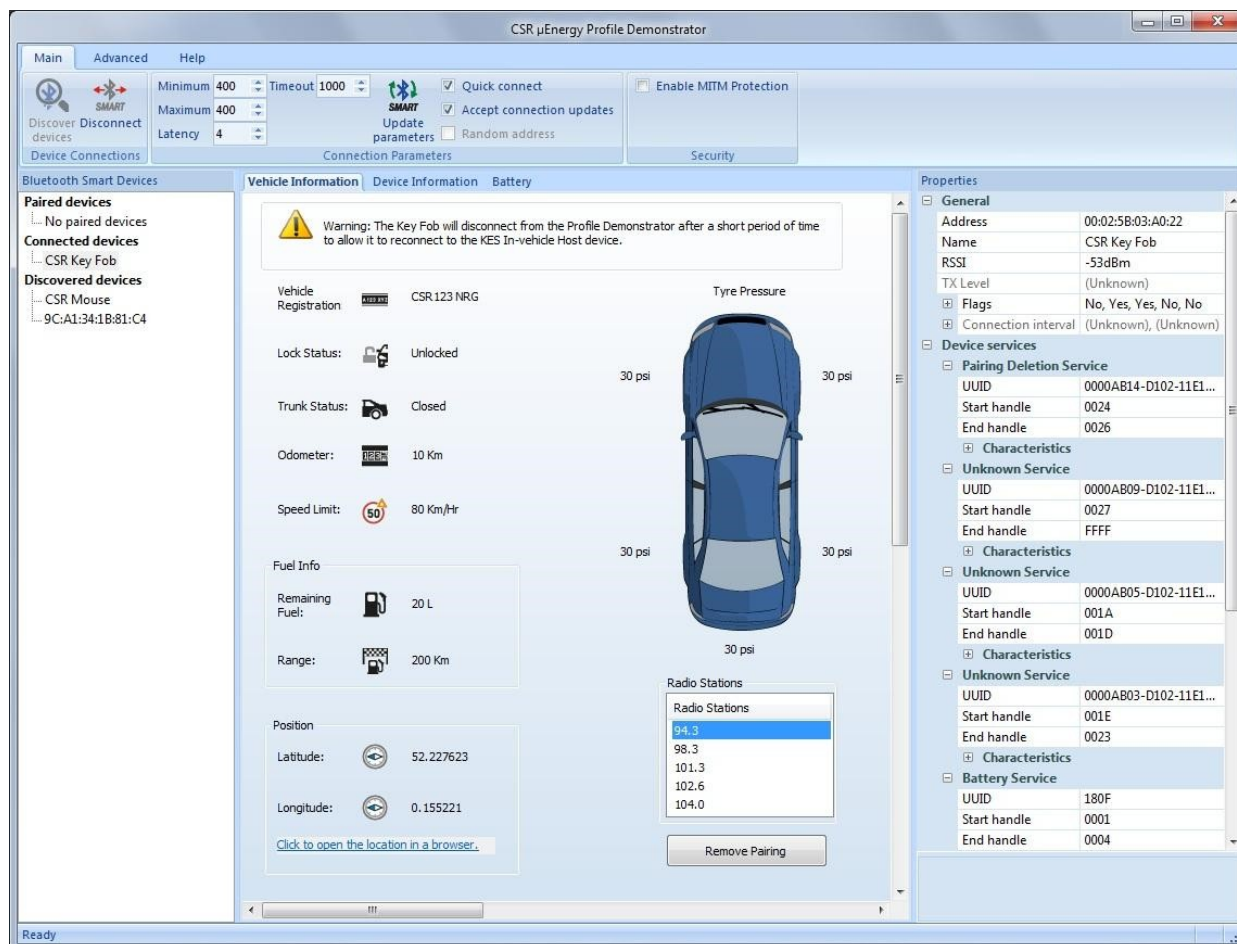 CSR µEnergy Profile Demonstrator
Main Advanced Help
Discover devices
SMART
Disconnect
Device Connections
Minimum 400
Maximum 400
Latency 4
Timeout 1000
SMART
Update parameters
Quick connect
Accept connection updates
Random address
Connection Parameters
Enable MITM Protection
Security
Bluetooth Smart Devices
Paired devices
No paired devices
Connected devices
CSR Key Fob
Discovered devices
CSR Mouse
9C:A1:34:1B:81:C4
Vehicle Information Device Information Battery
Warning: The Key Fob will disconnect from the Profile Demonstrator after a short period of time
to allow it to reconnect to the KES In-vehicle Host device.
Vehicle
Registration
CSR123 NRG
Lock Status: Unlocked
Trunk Status: Closed
Odometer: 10 Km
Speed Limit: 50 80 Km/Hr
Fuel Info
Remaining
Fuel:
20 L
Range: 200 Km
Position
Latitude: 52.227623
Longitude: 0.155221
Click to open the location in a browser.
Tyre Pressure
30 psi 30 psi
30 psi 30 psi
30 psi
Radio Stations
Radio Stations
94.3
98.3
101.3
102.6
104.0
Remove Pairing
Properties
General
Address 00:02:5B:03:A0:22
Name CSR Key Fob
RSSI -53dBm
TX Level (Unknown)
Flags No, Yes, Yes, No, No
Connection interval (Unknown), (Unknown)
Device services
Pairing Deletion Service
UUID 0000AB14-D102-11E1...
Start handle 0024
End handle 0026
Characteristics
Unknown Service
UUID 0000AB09-D102-11E1...
Start handle 0027
End handle FFFF
Characteristics
Unknown Service
UUID 0000AB05-D102-11E1...
Start handle 001A
End handle 001D
Characteristics
Unknown Service
UUID 0000AB03-D102-11E1...
Start handle 001E
End handle 0023
Characteristics
Battery Service
UUID 180F
Start handle 0001
End handle 0004
Ready